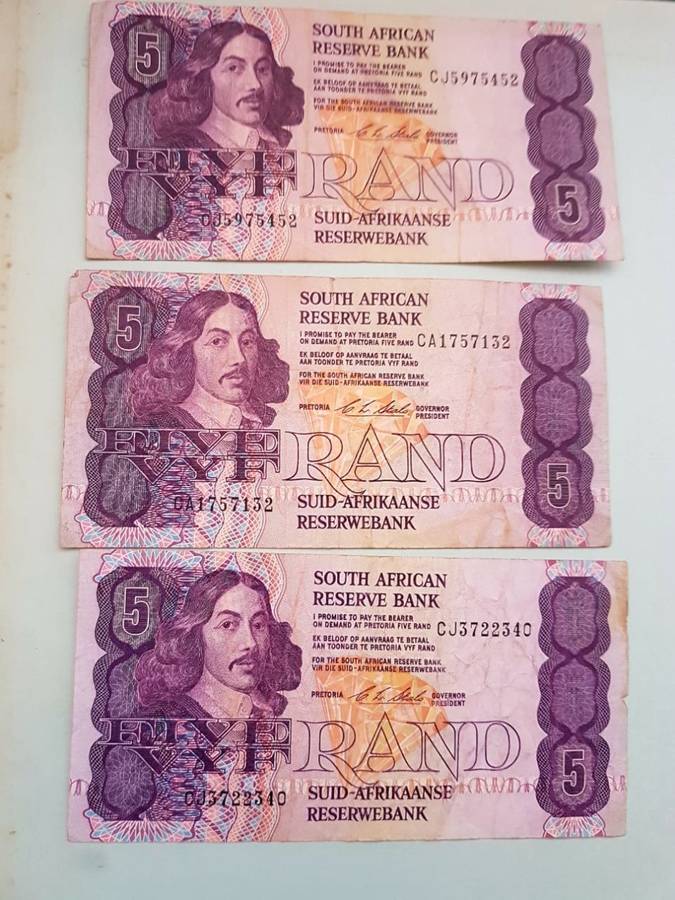 5
SOUTH AFRICAN
RESERVE BANK
I PROMISE TO PAY THE BEARER
ON DEMAND AT PRETORIA FIVE RAND CJ5975452
EK BELOOF OP AANVRAAG TE BETAAL
AAN TOONDER TE PRETORIA VYF RAND
FOR THE SOUTH AFRICAN RESERVE BANK
VIR DIE SUID-AFRIKAANSE RESERWEBANK
PRETORIA GOVERNOR
PRESIDENT
FIVE
VYF RAND
5
CJ5975452
SUID-AFRIKAANSE
RESERWEBANK
5
SOUTH AFRICAN
RESERVE BANK
I PROMISE TO PAY THE BEARER
ON DEMAND AT PRETORIA FIVE RAND CA1757132
EK BELOOF OP AANVRAAG TE BETAAL
AAN TOONDER TE PRETORIA VYF RAND
FOR THE SOUTH AFRICAN RESERVE BANK
VIR DIE SUID-AFRIKAANSE RESERWEBANK
PRETORIA GOVERNOR
PRESIDENT
FIVE
VYF RAND
5
CA1757132
SUID-AFRIKAANSE
RESERWEBANK
5
SOUTH AFRICAN
RESERVE BANK
I PROMISE TO PAY THE BEARER
ON DEMAND AT PRETORIA FIVE RAND CJ3722340
EK BELOOF OP AANVRAAG TE BETAAL
AAN TOONDER TE PRETORIA VYF RAND
FOR THE SOUTH AFRICAN RESERVE BANK
VIR DIE SUID-AFRIKAANSE RESERWEBANK
PRETORIA GOVERNOR
PRESIDENT
FIVE
VYF RAND
5
CJ3722340
SUID-AFRIKAANSE
RESERWEBANK